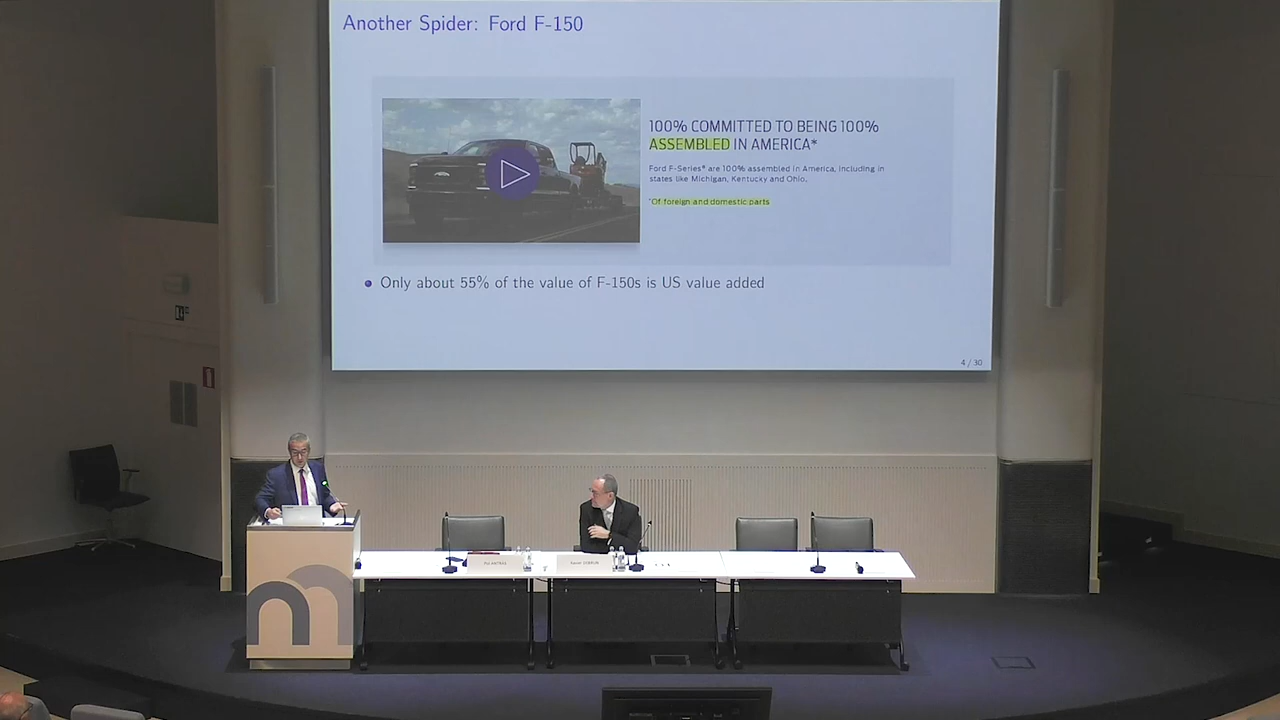 Another Spider: Ford F-150
100% COMMITTED TO BEING 100%
ASSEMBLED IN AMERICA*
Ford F-Series® are 100% assembled in America, including in
states like Michigan, Kentucky and Ohio.
*Of foreign and domestic parts
Only about 55% of the value of F-150s is US value added
4 / 30
Pol ANTRAS